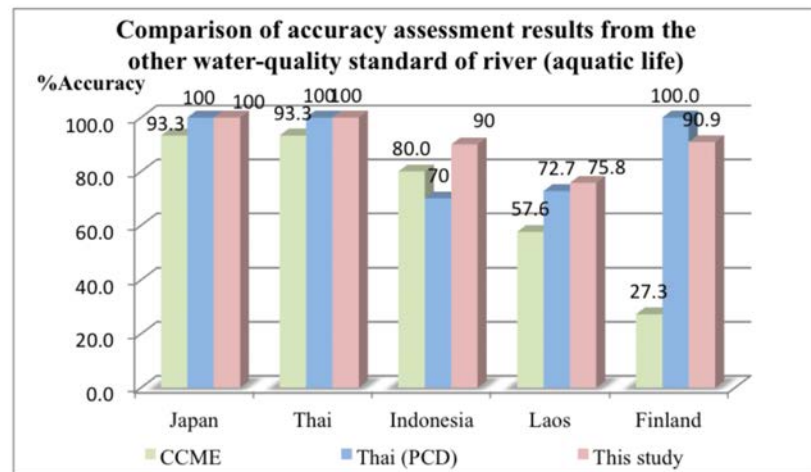 Comparison of accuracy assessment results from the
other water-quality standard of river (aquatic life)
%Accuracy
100 100 100 100 100.0
93.3 93.3 90 90.9
100.0
80.0 70 72.7 75.8
80.0
57.6
60.0
40.0
27.3
20.0
0.0
Japan Thai Indonesia Laos Finland
CCME Thai (PCD) This study